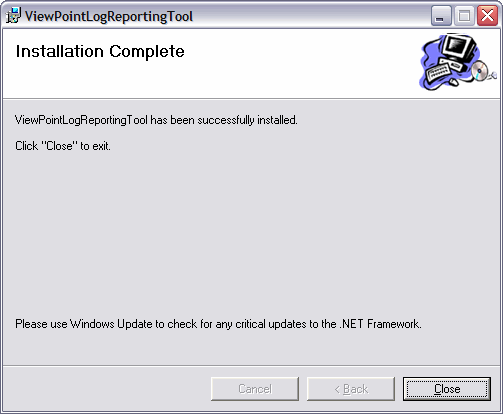 ViewPointLogReportingTool
Installation Complete
ViewPointLogReportingTool has been successfully installed.
Click "Close" to exit.
Please use Windows Update to check for any critical updates to the .NET Framework.
Cancel
< Back
Close